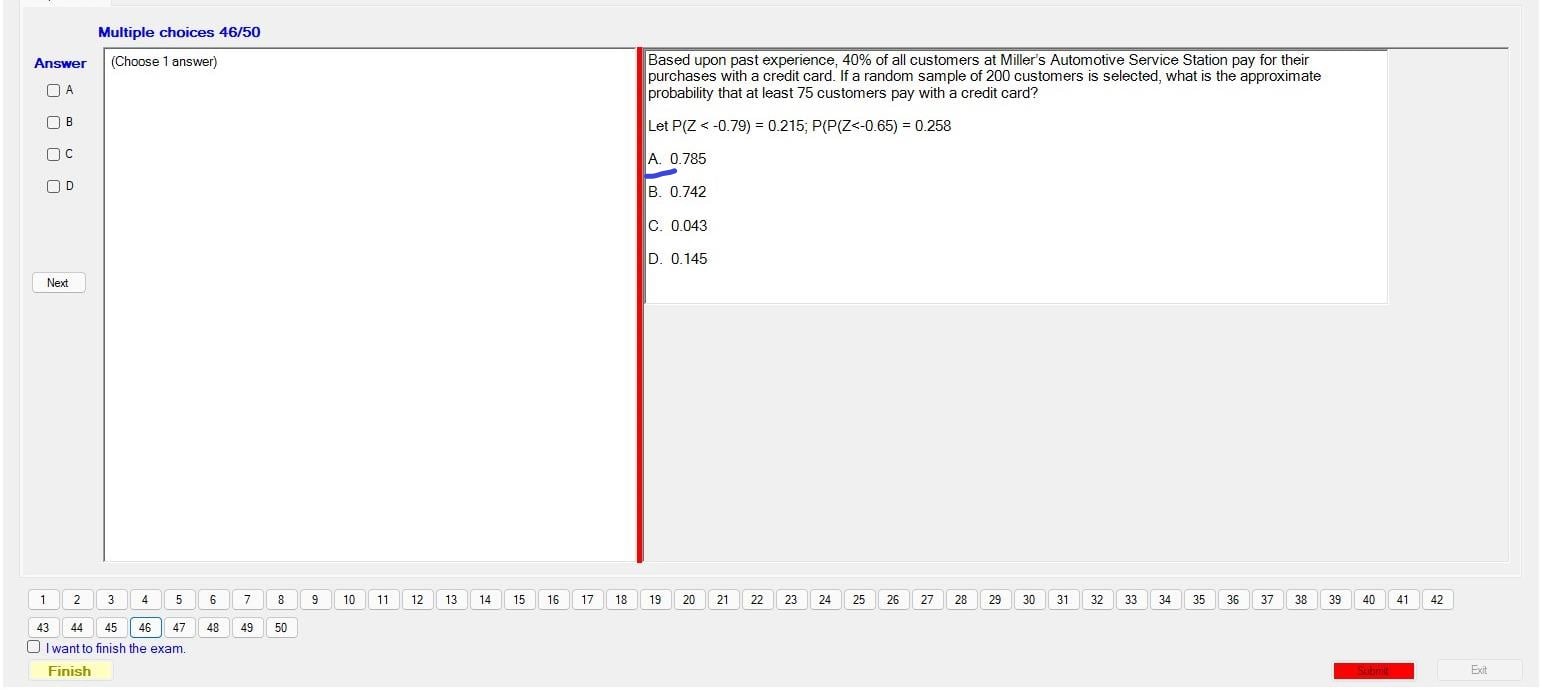 Multiple choices 46/50
Answer
(Choose 1 answer)
A
B
C
D
Next
Based upon past experience, 40% of all customers at Miller's Automotive Service Station pay for their
purchases with a credit card. If a random sample of 200 customers is selected, what is the approximate
probability that at least 75 customers pay with a credit card?
Let P(Z < -0.79) = 0.215; P(P(Z<-0.65) = 0.258
A. 0.785
B. 0.742
C. 0.043
D. 0.145
1 2 3 4 5 6 7 8 9 10 11 12 13 14 15 16 17 18 19 20 21 22 23 24 25 26 27 28 29 30 31 32 33 34 35 36 37 38 39 40 41 42
43 44 45 46 47 48 49 50
I want to finish the exam.
Finish
Submit
Exit